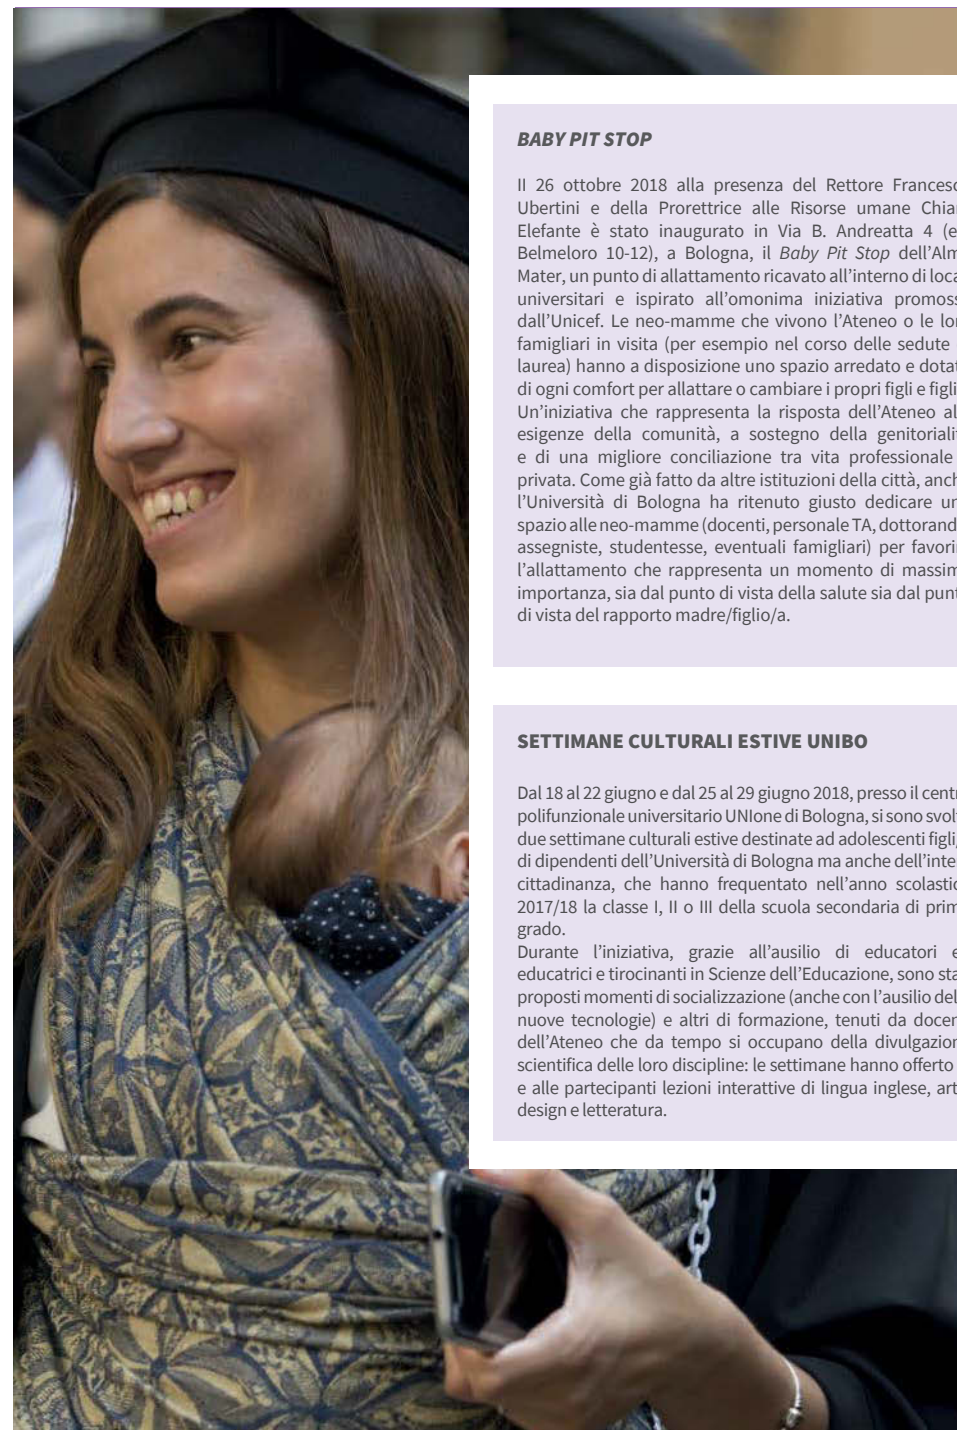 BABY PIT STOP
II 26 ottobre 2018 alla presenza del Rettore Francesc
Ubertini e della Prorettrice alle Risorse umane Chiar
Elefante è stato inaugurato in Via B. Andreatta 4 (e
Belmeloro 10-12), a Bologna, il Baby Pit Stop dell’Alm
Mater, un punto di allattamento ricavato all’interno di loca
universitari e ispirato all’omonima iniziativa promoss
dall’Unicef. Le neo-mamme che vivono l’Ateneo o le lor
famigliari in visita (per esempio nel corso delle sedute
laurea) hanno a disposizione uno spazio arredato e dotat
di ogni comfort per allattare o cambiare i propri figli e figli
Un’iniziativa che rappresenta la risposta dell’Ateneo al
esigenze della comunità, a sostegno della genitorialit
e di una migliore conciliazione tra vita professionale
privata. Come già fatto da altre istituzioni della città, anch
l’Università di Bologna ha ritenuto giusto dedicare un
spazio alle neo-mamme (docenti, personale TA, dottorand
assegniste, studentesse, eventuali famigliari) per favorir
l’allattamento che rappresenta un momento di massim
importanza, sia dal punto di vista della salute sia dal punt
di vista del rapporto madre/figlio/a.
SETTIMANE CULTURALI ESTIVE UNIBO
Dal 18 al 22 giugno e dal 25 al 29 giugno 2018, presso il centr
polifunzionale universitario UNIone di Bologna, si sono svolt
due settimane culturali estive destinate ad adolescenti figli,
di dipendenti dell’Università di Bologna ma anche dell’inte
cittadinanza, che hanno frequentato nell’anno scolastic
2017/18 la classe I, II o III della scuola secondaria di prim
grado.
Durante l’iniziativa, grazie all’ausilio di educatori e
educatrici e tirocinanti in Scienze dell’Educazione, sono sta
proposti momenti di socializzazione (anche con l’ausilio del
nuove tecnologie) e altri di formazione, tenuti da docen
dell’Ateneo che da tempo si occupano della divulgazion
scientifica delle loro discipline: le settimane hanno offerto
e alle partecipanti lezioni interattive di lingua inglese, art
design e letteratura.